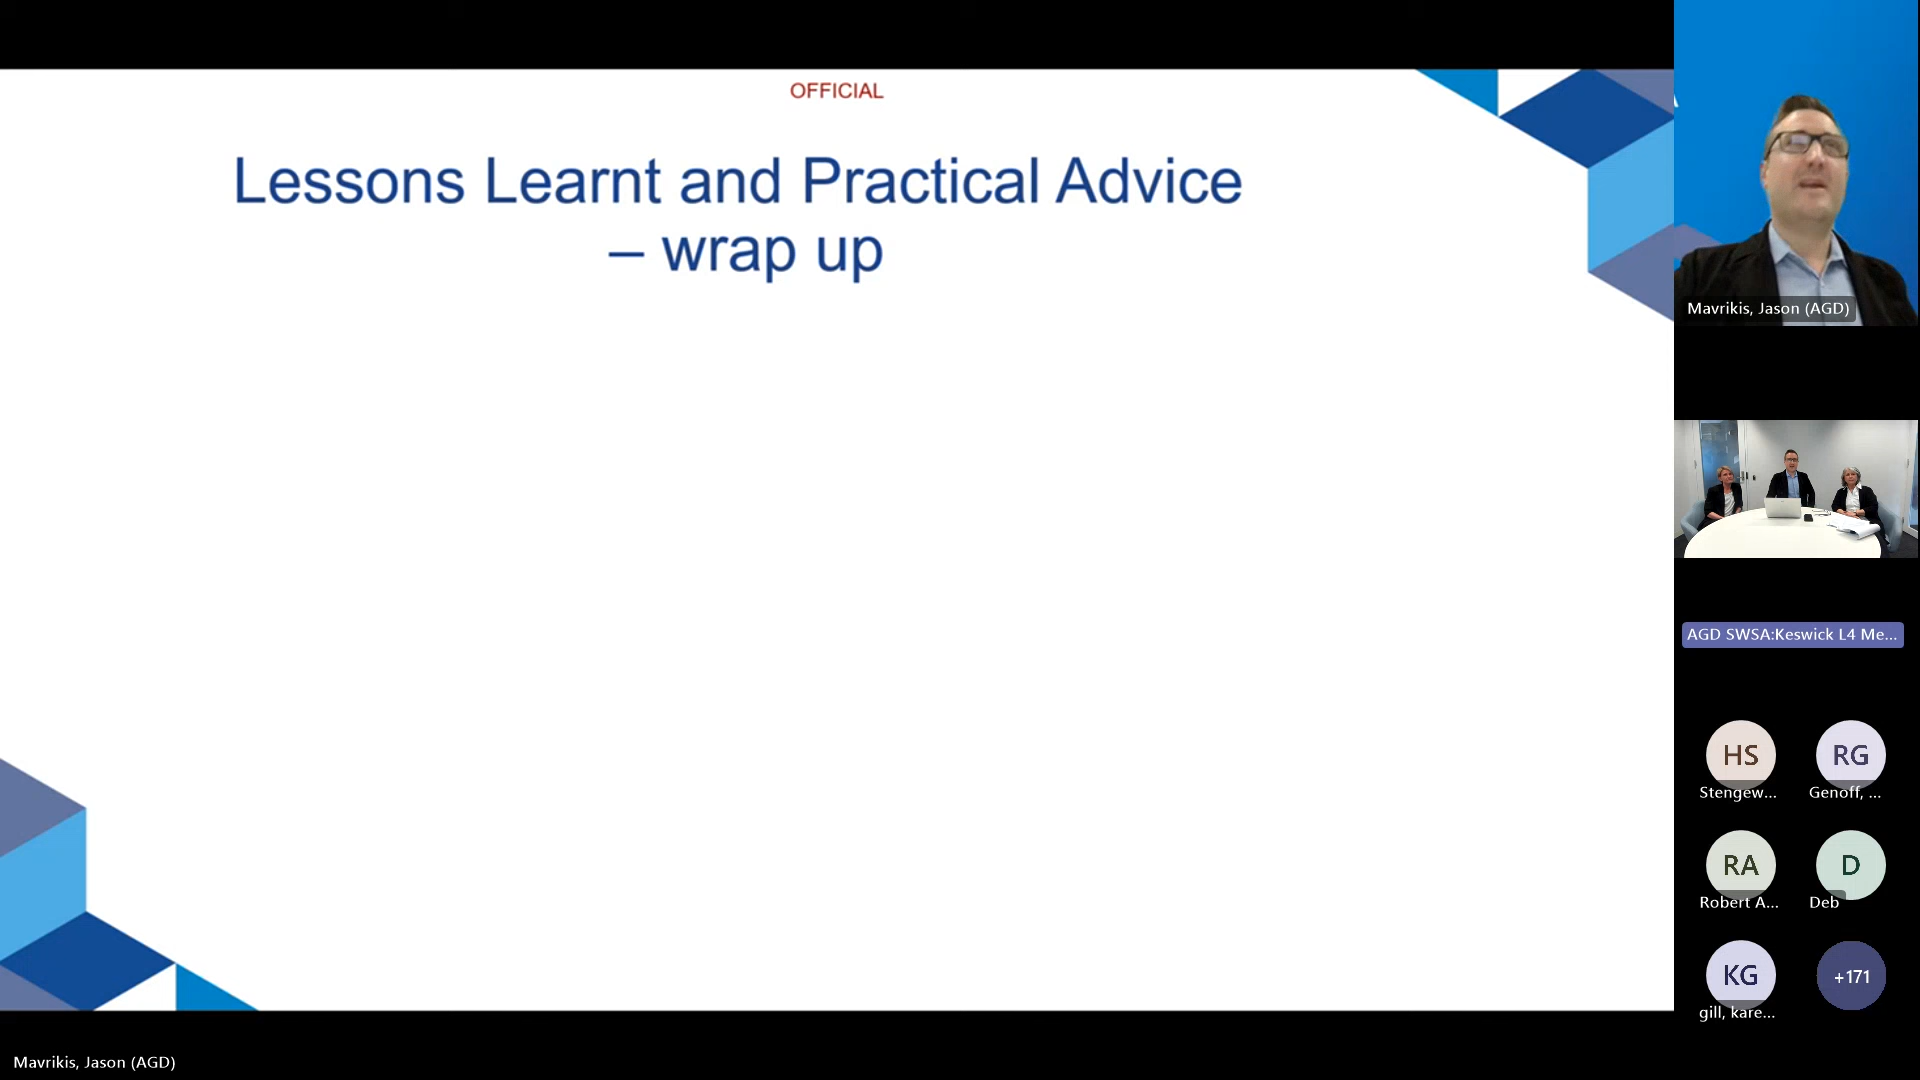 OFFICIAL
Lessons Learnt and Practical Advice
– wrap up
Mavrikis, Jason (AGD)
AGD SWSA:Keswick L4 Me...
HS
RG
Stengew...
Genoff, ...
RA
D
Robert A...
Deb
KG
+171
gill, kare...
Mavrikis, Jason (AGD)